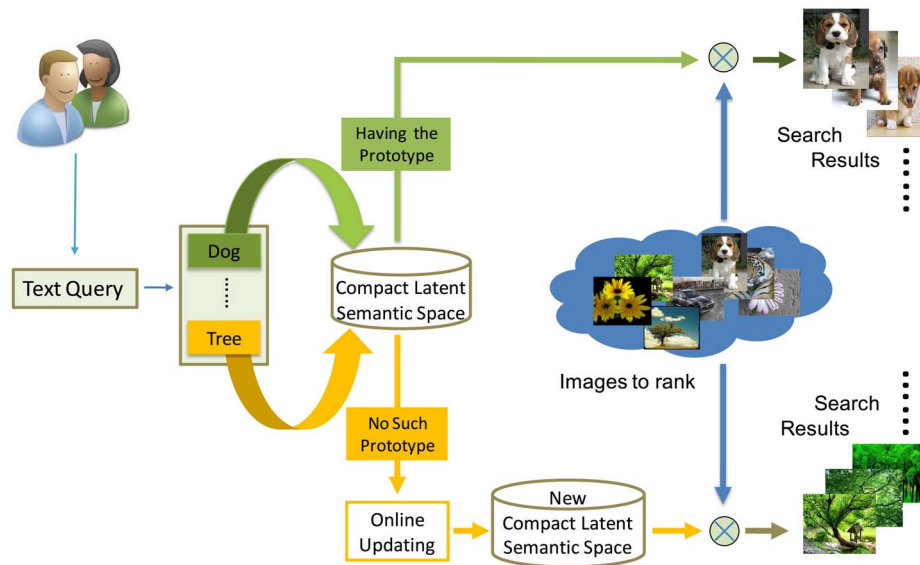 Having the
Prototype
Search
Results
Dog
Text Query
Compact Latent
Semantic Space
Tree
Images to rank
No Such
Prototype
Search
Results
Online
Updating
New
Compact Latent
Semantic Space